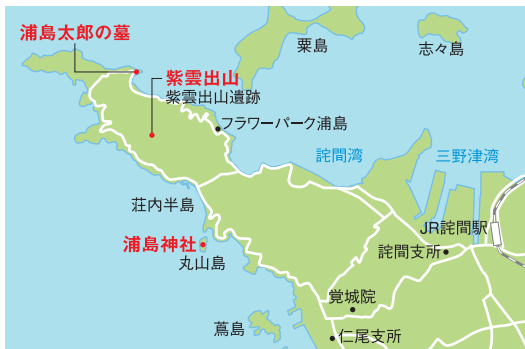 浦島太郎の墓
粟島
志々島
紫雲出山
紫雲出山遺跡
フラワーパーク浦島
詫間湾
三野津湾
荘内半島
JR詫間駅
浦島神社
丸山島
詫間支所
覚城院
蔦島
仁尾支所